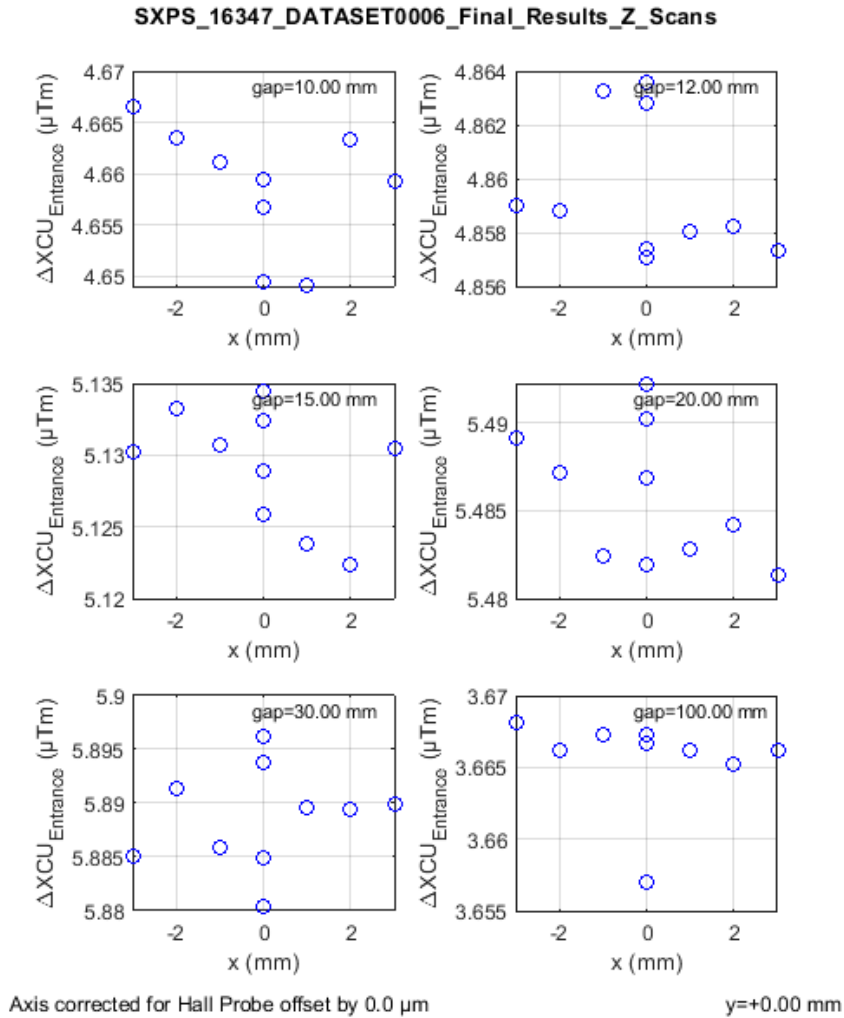 SXPS_16347_DATASET0006_Final_Results_Z_Scans
4.67
4.665
4.66
4.655
4.65
ΔXCU_Entrance (μTm)
gap=10.00 mm
-2
0
2
x (mm)
4.864
4.862
4.86
4.858
4.856
ΔXCU_Entrance (μTm)
gap=12.00 mm
-2
0
2
x (mm)
5.135
5.13
5.125
5.12
ΔXCU_Entrance (μTm)
gap=15.00 mm
-2
0
2
x (mm)
5.49
5.485
5.48
ΔXCU_Entrance (μTm)
gap=20.00 mm
-2
0
2
x (mm)
5.9
5.895
5.89
5.885
5.88
ΔXCU_Entrance (μTm)
gap=30.00 mm
-2
0
2
x (mm)
3.67
3.665
3.66
3.655
ΔXCU_Entrance (μTm)
gap=100.00 mm
-2
0
2
x (mm)
Axis corrected for Hall Probe offset by 0.0 μm
y=+0.00 mm